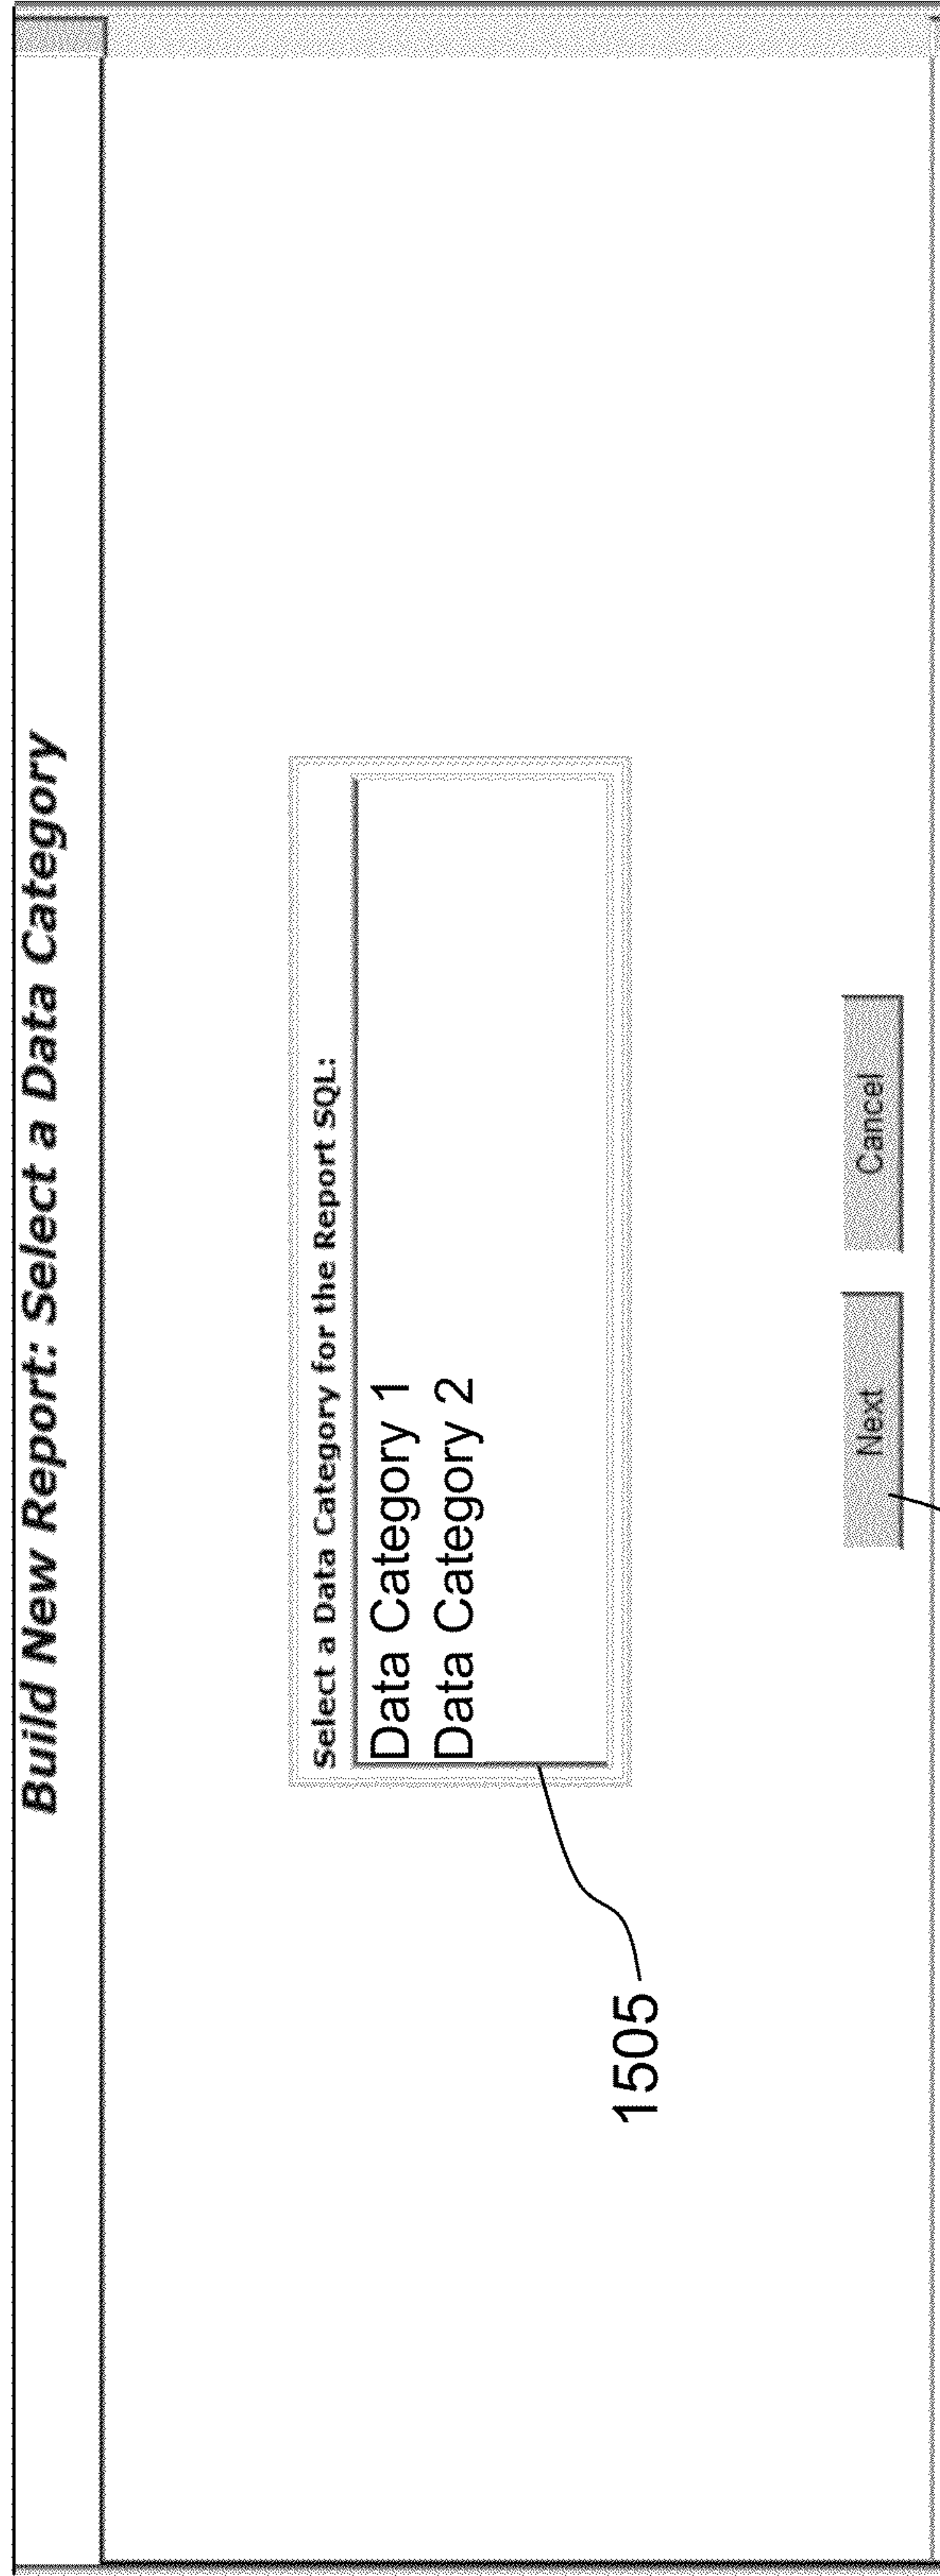 Build New Report: Select a Data Category
Select a Data Category for the Report SQL:
Data Category 1
Data Category 2
1505
Next
Cancel